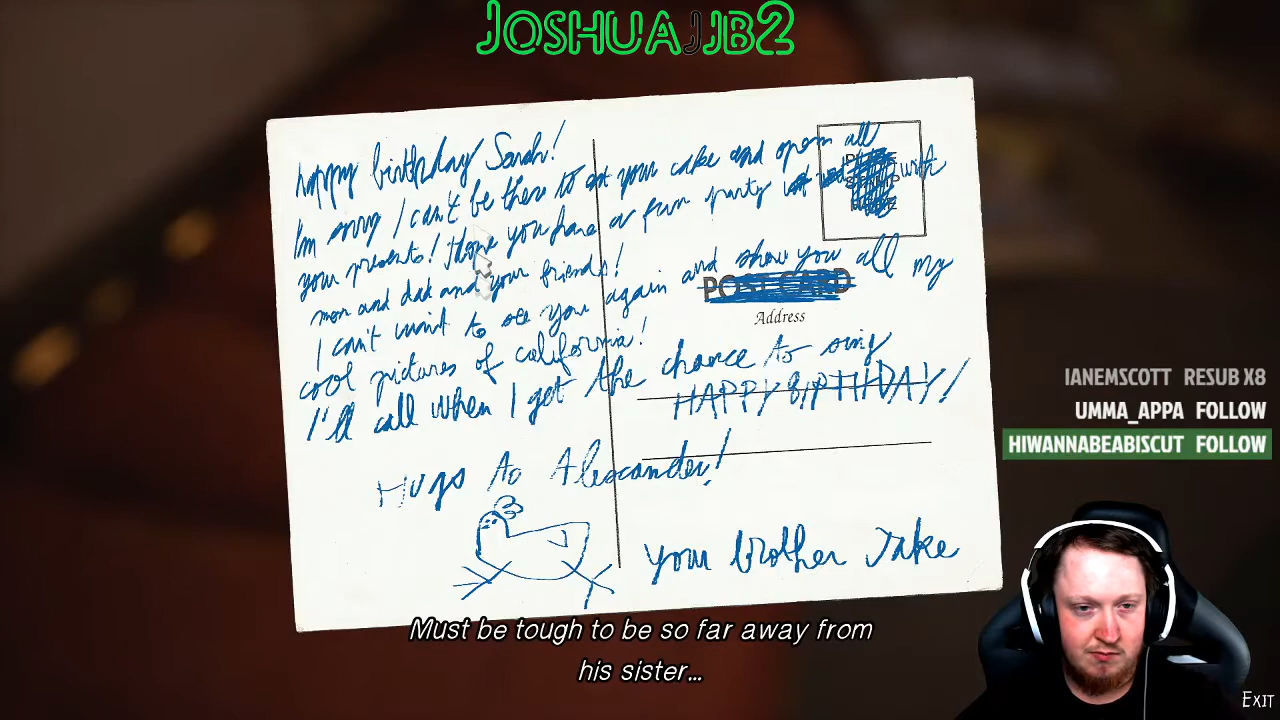 JOSHUAJJB2
happy birthday Sarah!
I'm sorry I can't be there to eat your cake and open all
your presents! I hope you have a fun party with
mom and dad and your friends!
I can't wait to see you again and show you all my
cool pictures of california!
I'll call when I get the chance to sing
HAPPY BIRTHDAY!
Hugs to Alexander!
your brother Jake
POST CARD
Address
Must be tough to be so far away from
his sister...
IANEMSCOTT RESUB X8
UMMA_APPA FOLLOW
HIWANNABEABISCUT FOLLOW
EXIT